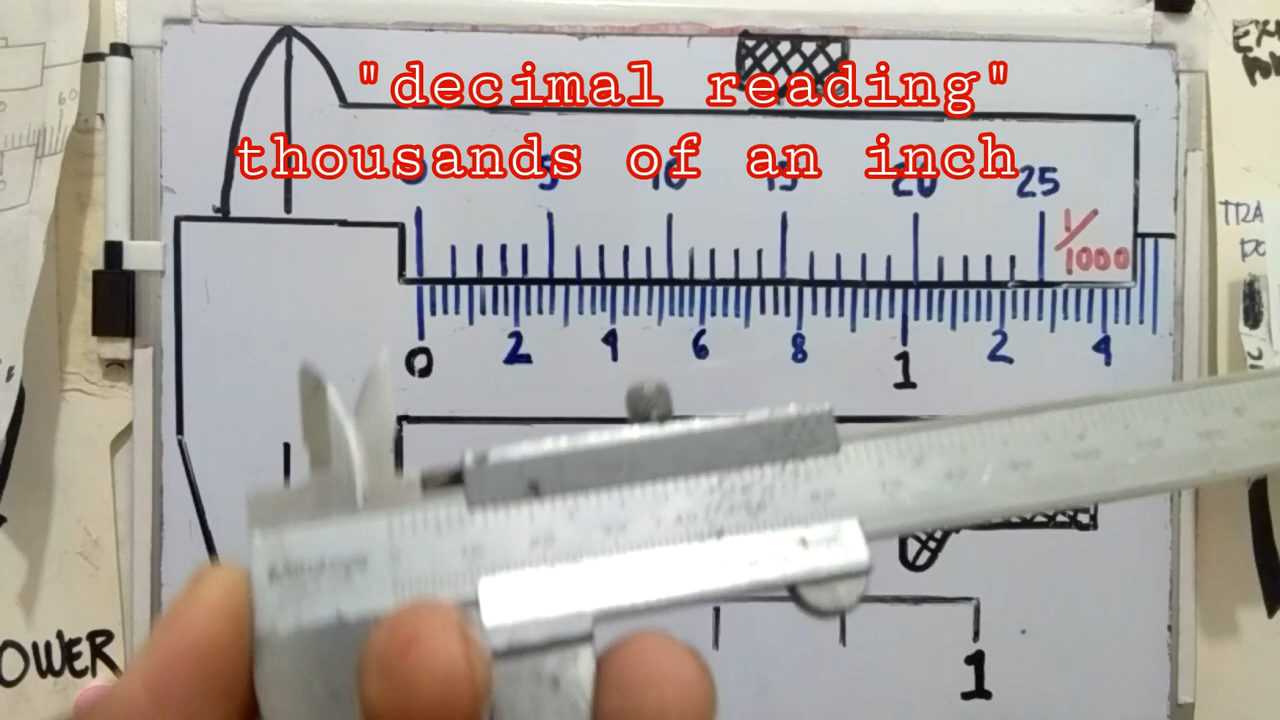 "decimal reading"
thousands of an inch
0 5 10 15 20 25
1/1000
0 2 4 6 8 1 2 4
1
OWER
60